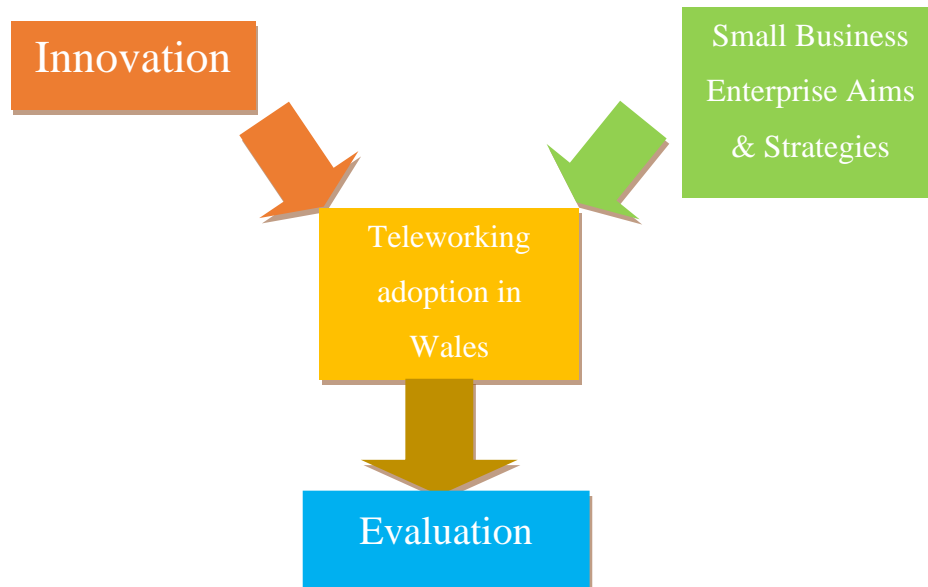 Innovation
Small Business
Enterprise Aims
& Strategies
Teleworking
adoption in
Wales
Evaluation